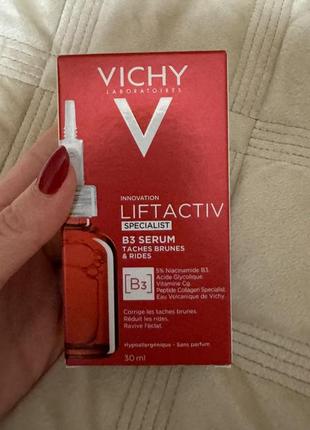 VICHY
LABORATOIRES
INNOVATION
LIFTACTIV
SPECIALIST
B3 SERUM
TACHES BRUNES
& RIDES
[B3]
5% Niacinamide B3.
Acide Glycolique.
Vitamine Cg.
Peptide Collagen Specialist.
Eau Volcanique de Vichy.
Corrige les taches brunes.
Réduit les rides.
Ravive l'éclat.
Hypoallergénique - Sans parfum
30 ml